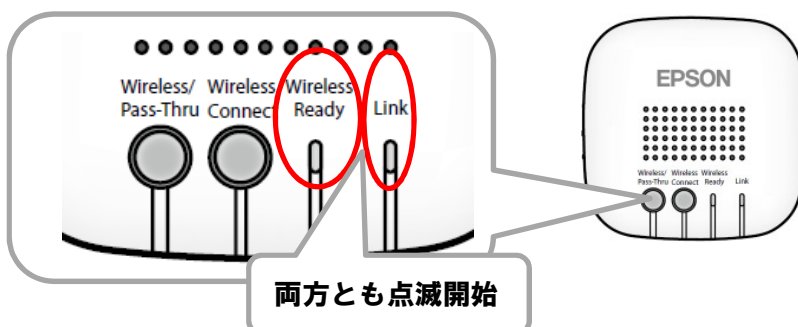 Wireless/ Wireless Wireless
Pass-Thru Connect Ready Link
両方とも点滅開始
EPSON
Wireless/ Wireless Wireless
Pass-Thru Connect Ready Link